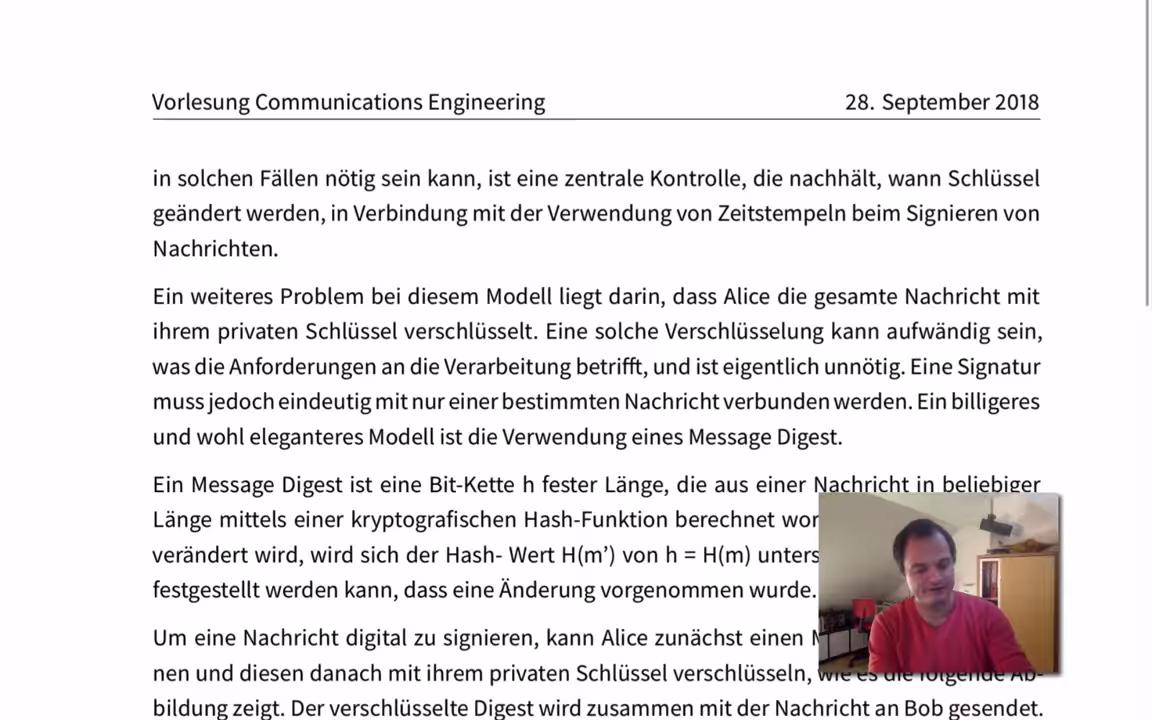 Vorlesung Communications Engineering 28. September 2018
in solchen Fällen nötig sein kann, ist eine zentrale Kontrolle, die nachhält, wann Schlüssel
geändert werden, in Verbindung mit der Verwendung von Zeitstempeln beim Signieren von
Nachrichten.
Ein weiteres Problem bei diesem Modell liegt darin, dass Alice die gesamte Nachricht mit
ihrem privaten Schlüssel verschlüsselt. Eine solche Verschlüsselung kann aufwändig sein,
was die Anforderungen an die Verarbeitung betrifft, und ist eigentlich unnötig. Eine Signatur
muss jedoch eindeutig mit nur einer bestimmten Nachricht verbunden werden. Ein billigeres
und wohl eleganteres Modell ist die Verwendung eines Message Digest.
Ein Message Digest ist eine Bit-Kette h fester Länge, die aus einer Nachricht in beliebiger
Länge mittels einer kryptografischen Hash-Funktion berechnet
verändert wird, wird sich der Hash- Wert H(m’) von h = H(m)
festgestellt werden kann, dass eine Änderung vorgenommen wurde.
Um eine Nachricht digital zu signieren, kann Alice zunächst einen
nen und diesen danach mit ihrem privaten Schlüssel verschlüsseln, wie es die folgende Ab-
bildung zeigt. Der verschlüsselte Digest wird zusammen mit der Nachricht an Bob gesendet.